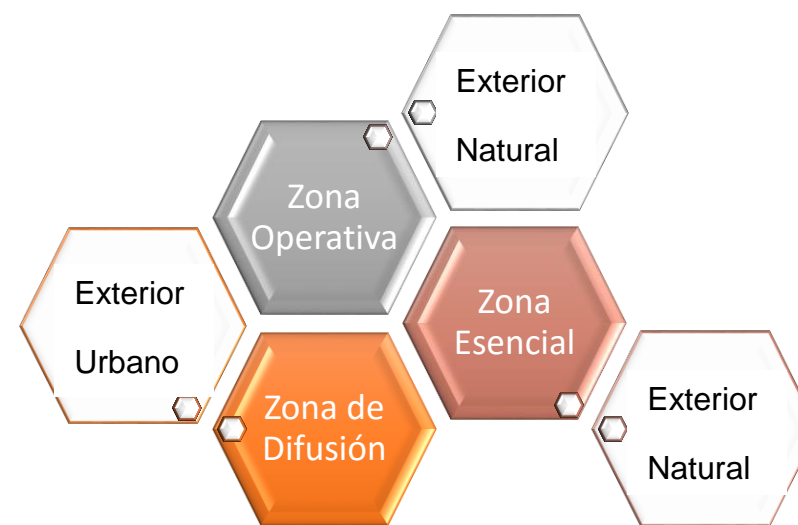 Exterior
Natural
Zona
Operativa
Exterior
Urbano
Zona
Esencial
Zona de
Difusión
Exterior
Natural